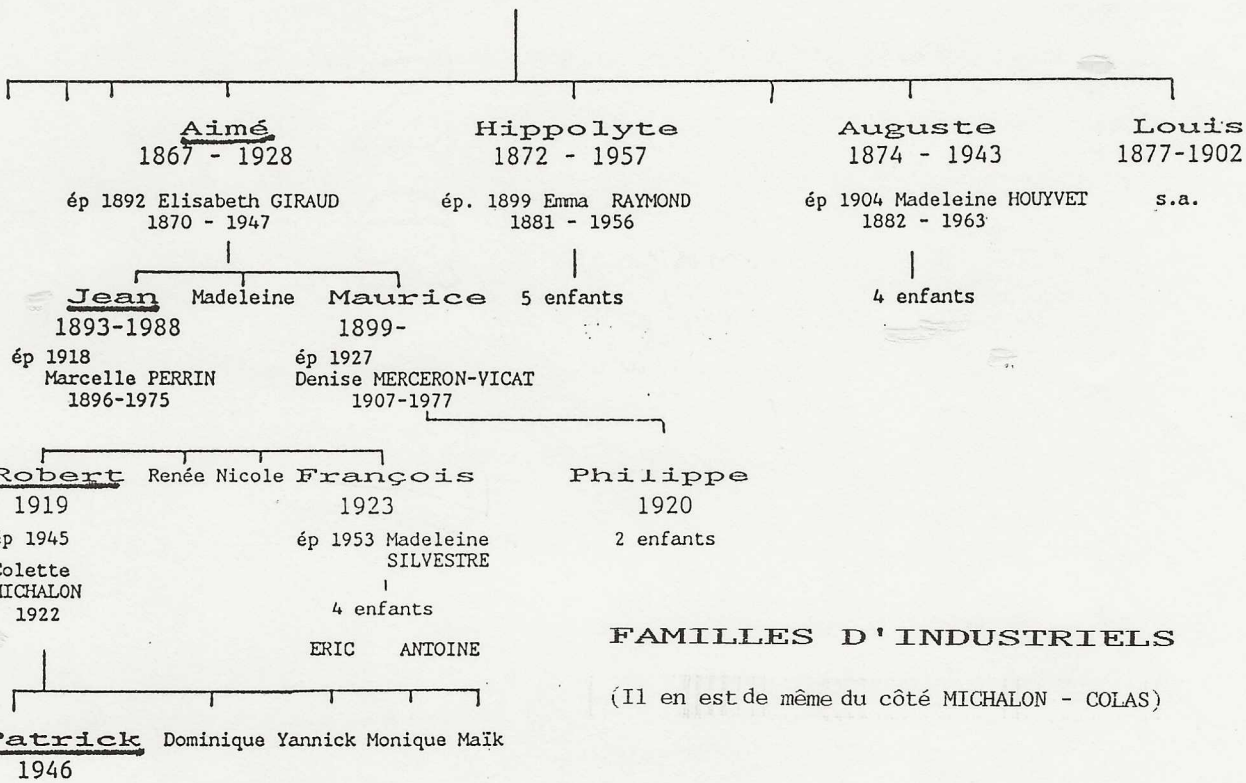 Aimé Hippolyte Auguste Louis
1867 - 1928 1872 - 1957 1874 - 1943 1877-1902
ép 1892 Elisabeth GIRAUD ép. 1899 Emma RAYMOND ép 1904 Madeleine HOUYVET s.a.
1870 - 1947 1881 - 1956 1882 - 1963
Jean Madeleine Maurice 5 enfants 4 enfants
1893-1988 1899-
ép 1918 ép 1927
Marcelle PERRIN Denise MERCERON-VICAT
1896-1975 1907-1977
Robert Renée Nicole François Philippe
1919 1923 1920
ép 1945 ép 1953 Madeleine 2 enfants
SILVESTRE
Colette
MICHALON
1922 4 enfants
FAMILLES D'INDUSTRIELS
ERIC ANTOINE
(Il en est de même du côté MICHALON - COLAS)
Patrick Dominique Yannick Monique Maïk
1946